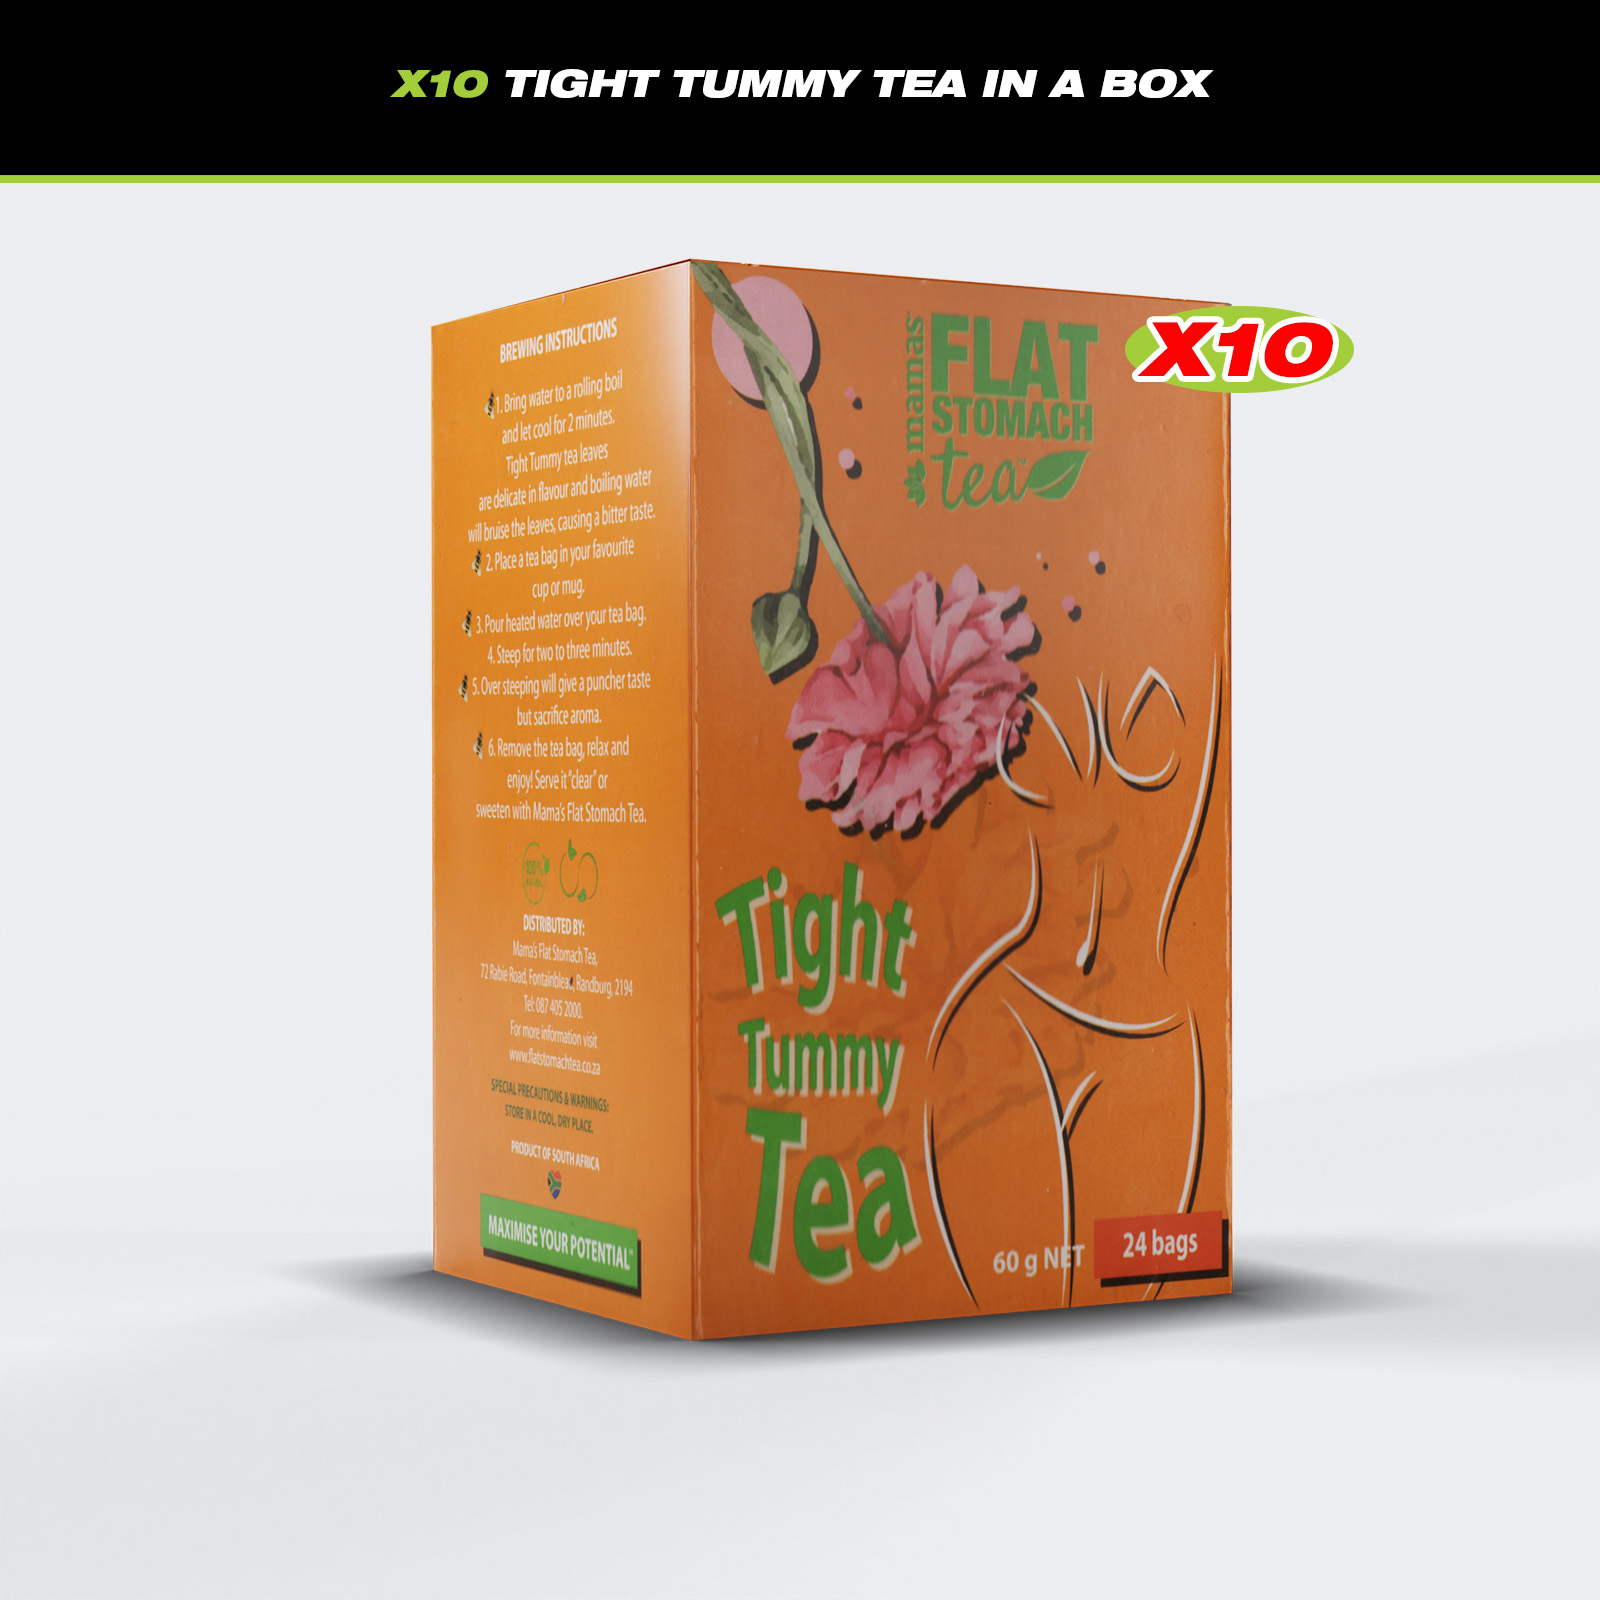 X10 TIGHT TUMMY TEA IN A BOX
X10
mamas
FLAT
STOMACH
tea™
Tight
Tummy
Tea
60 g NET
24 bags
BREWING INSTRUCTIONS
1. Bring water to a rolling boil
and let cool for 2 minutes.
Tight Tummy tea leaves
are delicate in flavour and boiling water
will bruise the leaves, causing a bitter taste.
2. Place a tea bag in your favourite
cup or mug.
3. Pour heated water over your tea bag.
4. Steep for two to three minutes.
5. Over steeping will give a puncher taste
but sacrifice aroma.
6. Remove the tea bag, relax and
enjoy! Serve it “clear” or
sweeten with Mama's Flat Stomach Tea.
100%
NATURAL
DISTRIBUTED BY:
Mama's Flat Stomach Tea,
72 Rabie Road, Fontainbleau, Randburg, 2194
Tel: 087 405 2000.
For more information visit
www.flatstomachtea.co.za
SPECIAL PRECAUTIONS & WARNINGS:
STORE IN A COOL, DRY PLACE.
PRODUCT OF SOUTH AFRICA
MAXIMISE YOUR POTENTIAL™